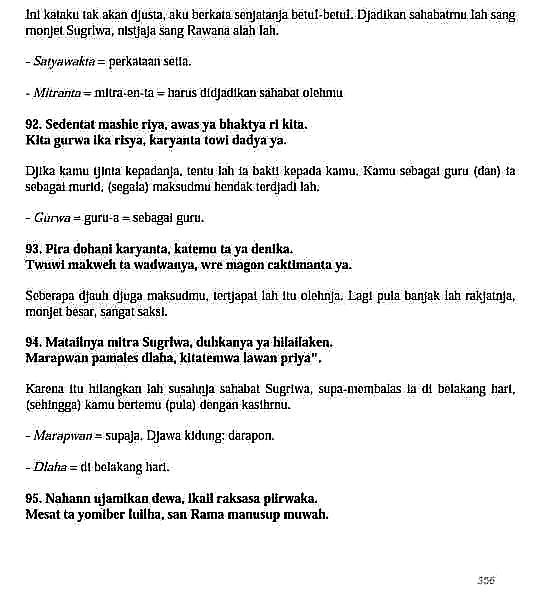 Ini kataku tak akan djusta, aku berkata senjatanja betul-betul. Djadikan sahabatmu lah sang
monjet Sugriwa, nistjaja sang Rawana alah lah.
- Satyawakta = perkataan setia.
- Mitranta = mitra-en-ta = harus didjadikan sahabat olehmu
92. Sedentat mashie riya, awas ya bhaktya ri kita.
Kita gurwa ika risya, karyanta towi dadya ya.
Djika kamu tjinta kepadanja, tentu lah ia bakti kepada kamu. Kamu sebagai guru (dan) ia
sebagai murid, (segala) maksudmu hendak terdjadi lah.
- Gurwa = guru-a = sebagai guru.
93. Pira dohani karyanta, katemu ta ya denika.
Twuwi makweh ta wadwanya, wre magon caktimanta ya.
Seberapa djauh djuga maksudmu, tertjapai lah itu olehnja. Lagi pula banjak lah rakjatnja,
monjet besar, sangat saksi.
94. Matailnya mitra Sugriwa, duhkanya ya hilailaken.
Marapwan pamales dlaha, kitatemwa lawan priya".
Karena itu hilangkan lah susahnja sahabat Sugriwa, supa-membalas ia di belakang hari,
(sehingga) kamu bertemu (pula) dengan kasihmu.
- Marapwan = supaja. Djawa kidung: darapon.
- Dlaha = di belakang hari.
95. Nahann ujamikan dewa, ikail raksasa plirwaka.
Mesat ta yomiber luilha, san Rama manusup muwah.
356